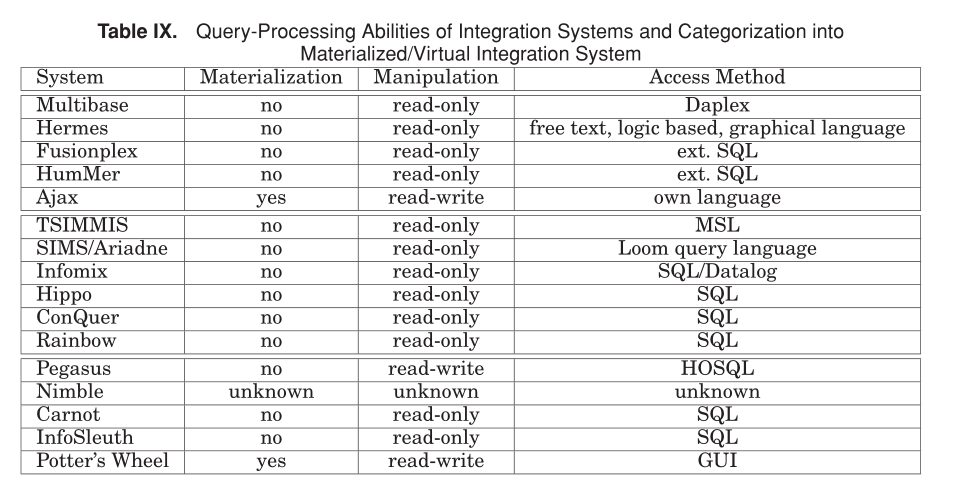 Table IX. Query-Processing Abilities of Integration Systems and Categorization into
Materialized/Virtual Integration System
System Materialization Manipulation Access Method
Multibase no read-only Daplex
Hermes no read-only free text, logic based, graphical language
Fusionplex no read-only ext. SQL
HumMer no read-only ext. SQL
Ajax yes read-write own language
TSIMMIS no read-only MSL
SIMS/Ariadne no read-only Loom query language
Infomix no read-only SQL/Datalog
Hippo no read-only SQL
ConQuer no read-only SQL
Rainbow no read-only SQL
Pegasus no read-write HOSQL
Nimble unknown unknown unknown
Carnot no read-only SQL
InfoSleuth no read-only SQL
Potter's Wheel yes read-write GUI